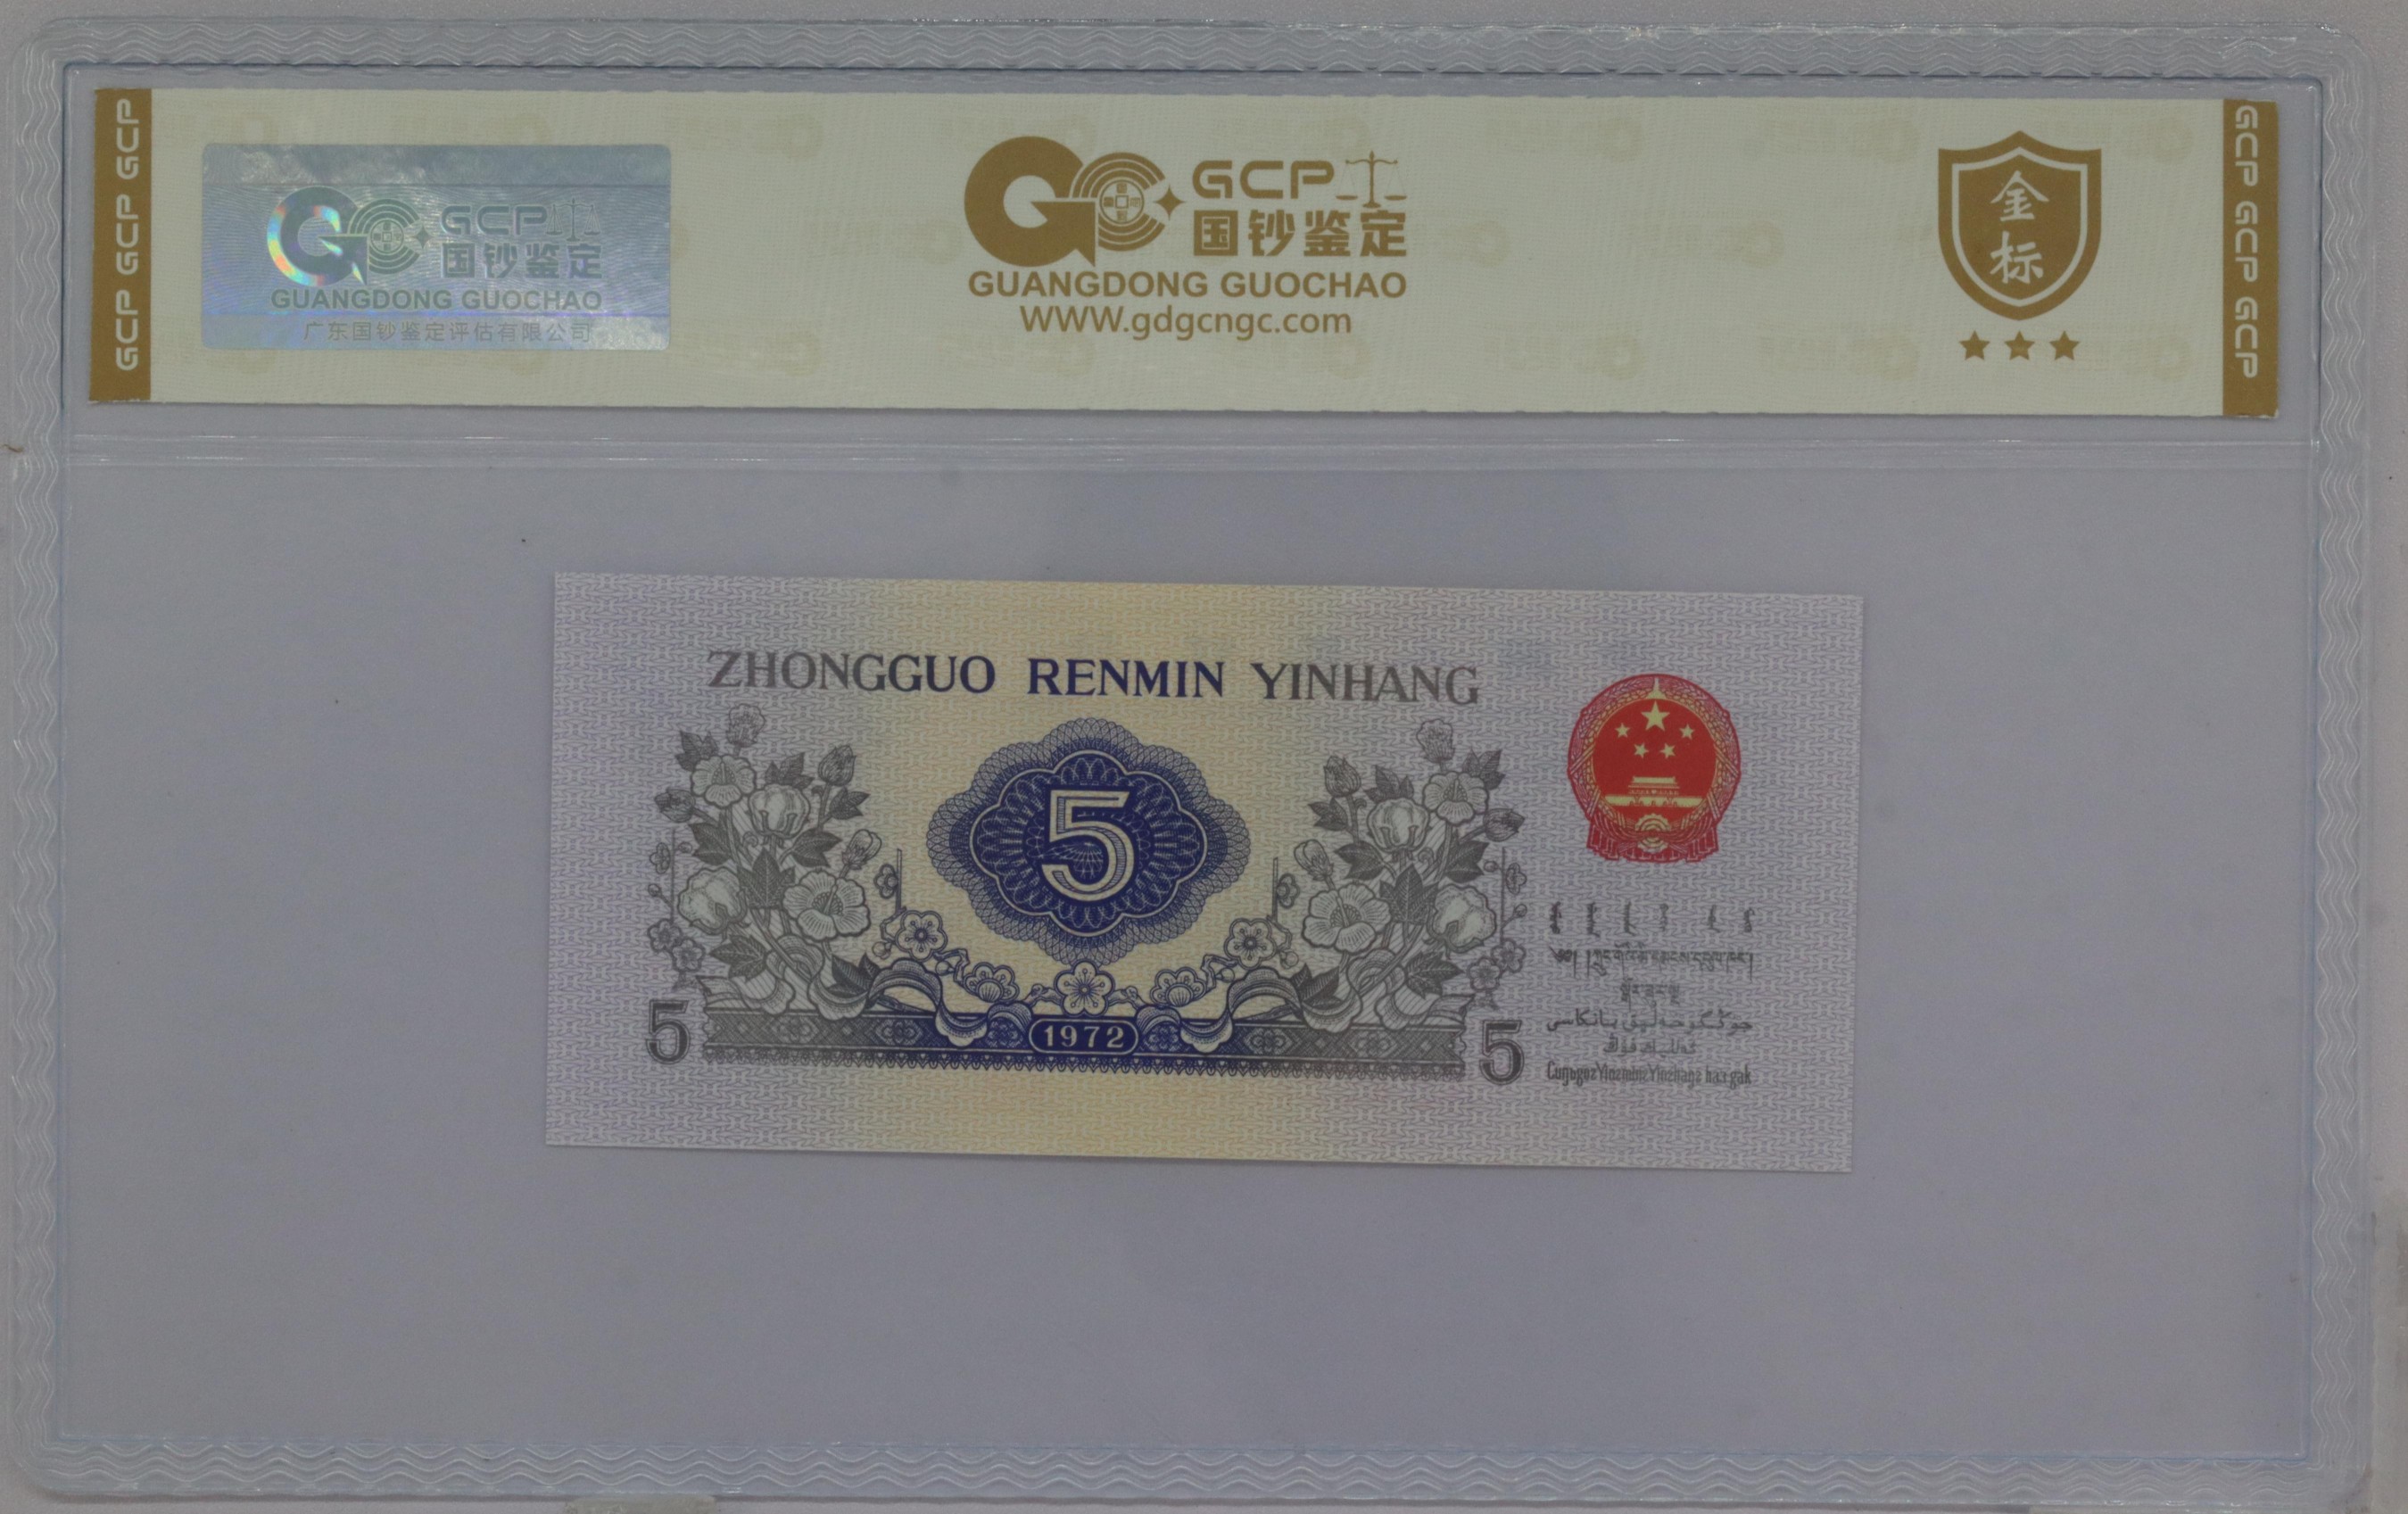 GCP GCP GCP
GCP
国钞鉴定
GUANGDONG GUOCHAO
广东国钞鉴定评估有限公司
GCP
国钞鉴定
GUANGDONG GUOCHAO
www.gdgcngc.com
金
标
GCP GCP GCP
ZHONGGUO RENMIN YINHANG
5
1972
5
5